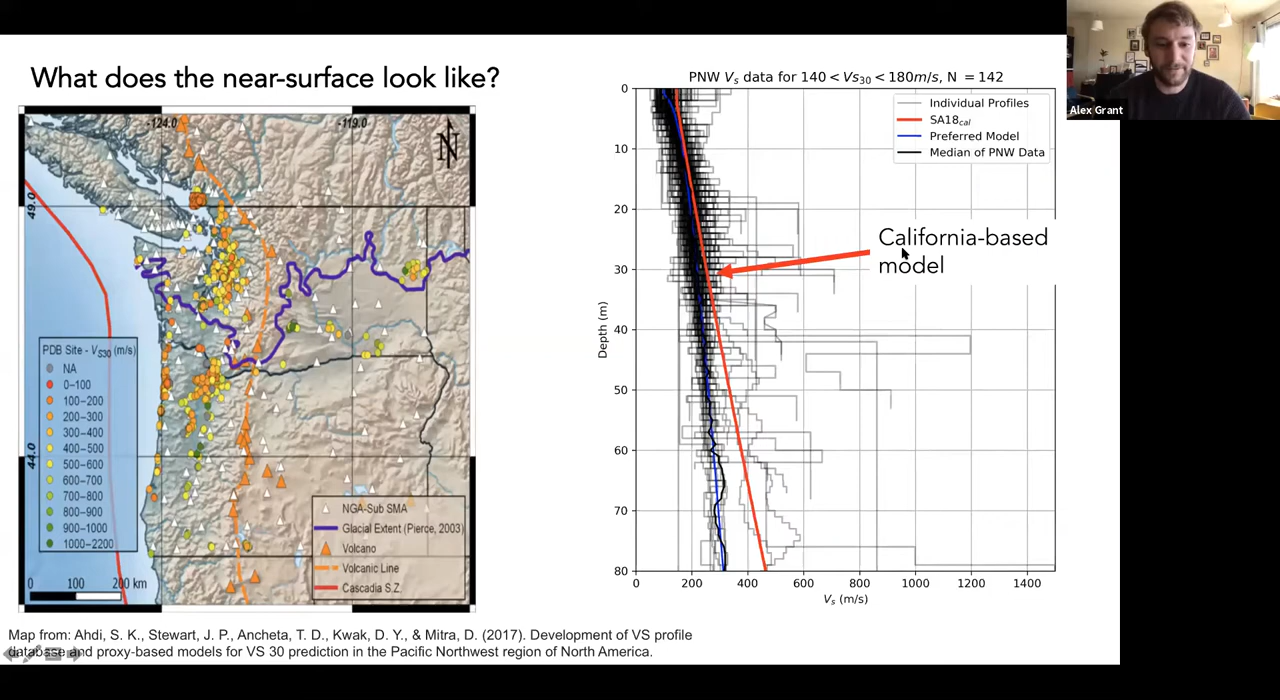 What does the near-surface look like?
-124.0
-119.0
N
49.0
44.0
PDB Site - VS30 (m/s)
NA
0-100
100-200
200-300
300-400
400-500
500-600
600-700
700-800
800-900
900-1000
1000-2200
0 100 200 km
NGA-Sub SMA
Glacial Extent (Pierce, 2003)
Volcano
Volcanic Line
Cascadia S.Z.
Map from: Ahdi, S. K., Stewart, J. P., Ancheta, T. D., Kwak, D. Y., & Mitra, D. (2017). Development of VS profile
database and proxy-based models for VS 30 prediction in the Pacific Northwest region of North America.
PNW Vs data for 140 < Vs30 < 180m/s, N = 142
Individual Profiles
SA18cal
Preferred Model
Median of PNW Data
California-based
model
Depth (m)
0
10
20
30
40
50
60
70
80
0 200 400 600 800 1000 1200 1400
Vs (m/s)
Alex Grant